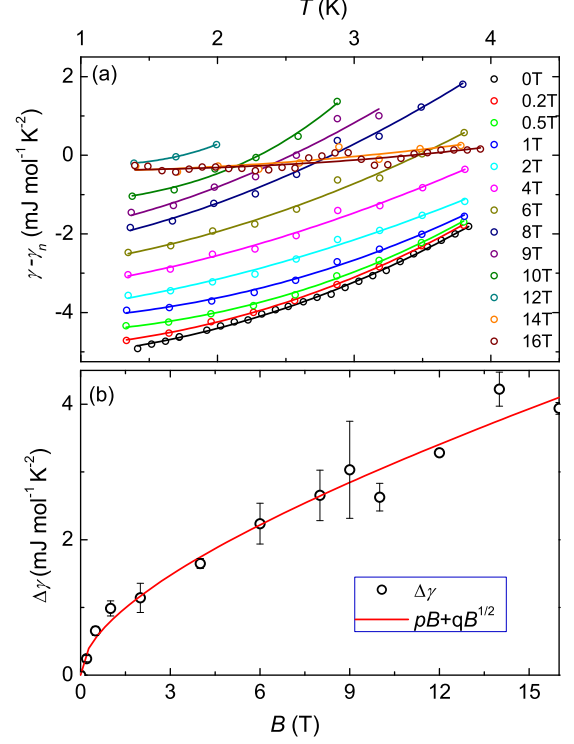 T (K)
1 2 3 4
(a)
2
0
-2
-4
γ-γn (mJ mol⁻¹ K⁻²)
0T
0.2T
0.5T
1T
2T
4T
6T
8T
9T
10T
12T
14T
16T
(b)
4
2
0
Δγ (mJ mol⁻¹ K⁻²)
Δγ
pB+qB^1/2
0 3 6 9 12 15
B (T)